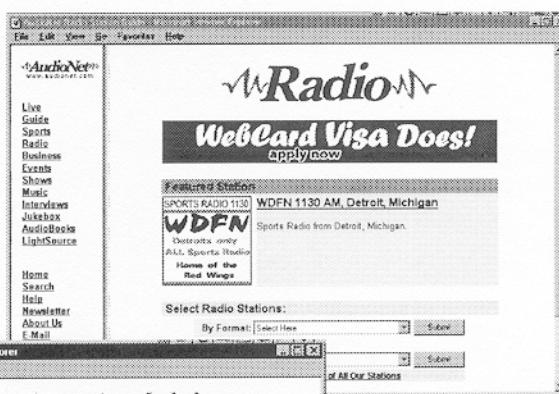 File Edit View Go Favorites Help
AudioNet
www.audionet.com
Live
Guide
Sports
Radio
Business
Events
Shows
Music
Interviews
Jukebox
AudioBooks
LightSource
Home
Search
Help
Newsletter
About Us
E-Mail
Radio
WebCard Visa Does!
apply now
Featured Station
SPORTS RADIO 1130
WDFN
Detroits only
ALL Sports Radio
Home of the
Red Wings
WDFN 1130 AM, Detroit, Michigan
Sports Radio from Detroit, Michigan.
Select Radio Stations:
By Format: Select Here Submit
Submit
of All Our Stations
orer